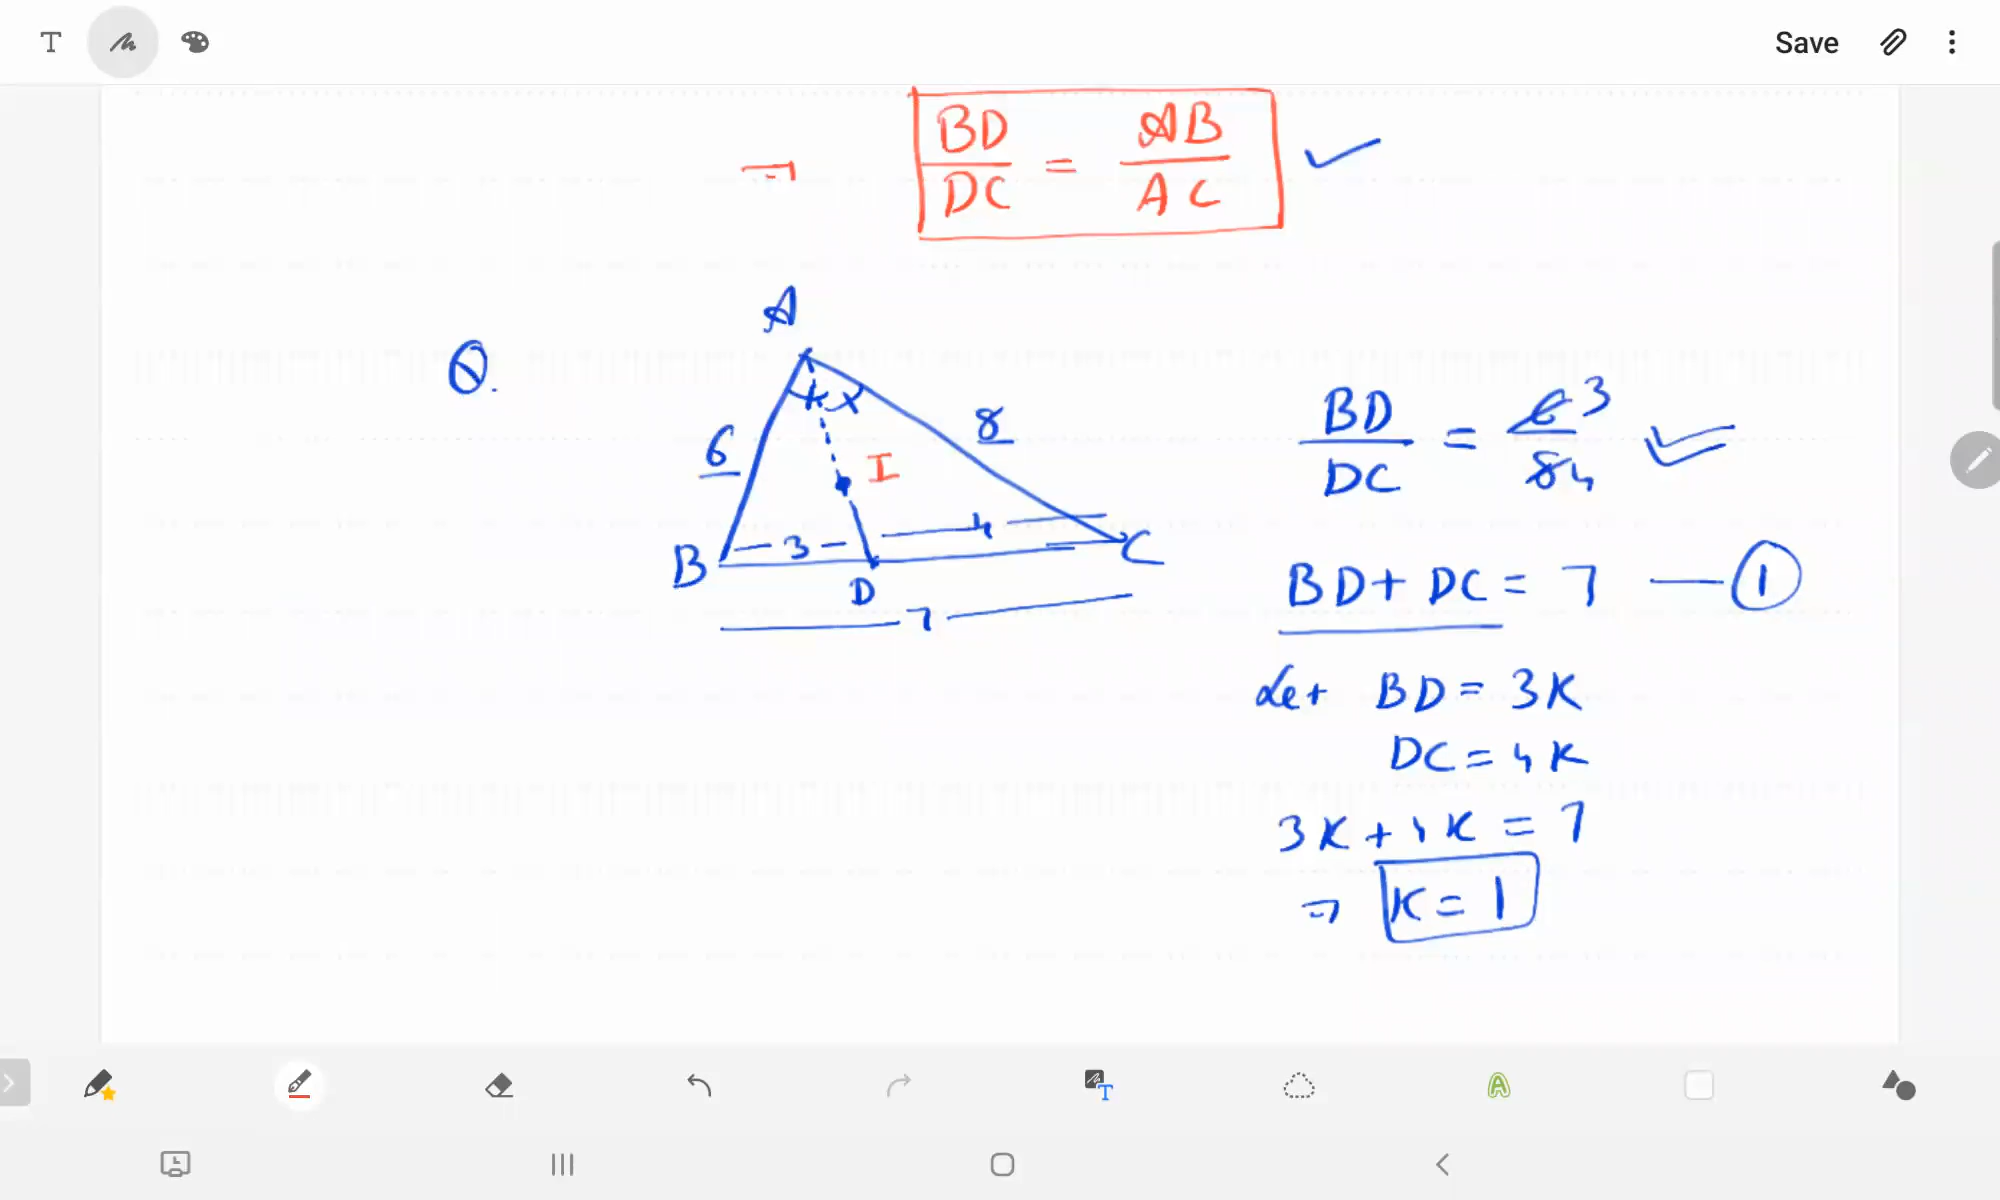 T Save
⇒ BD/DC = AB/AC ✓
A
Q.
6 x x 8
I
BD/DC = 6 3/8 4 ✓
B 3 4 C
D
7
BD + DC = 7 — 1
Let BD = 3K
DC = 4K
3K + 4K = 7
⇒ K = 1